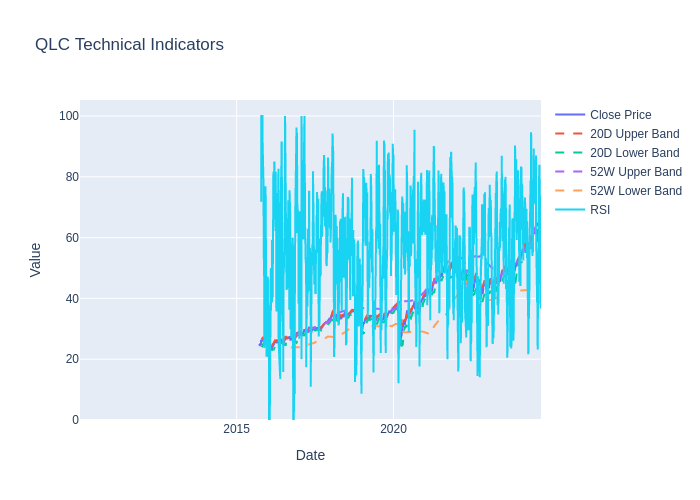 QLC Technical Indicators
100
80
60
40
20
0
2015
2020
Value
Date
Close Price
20D Upper Band
20D Lower Band
52W Upper Band
52W Lower Band
RSI